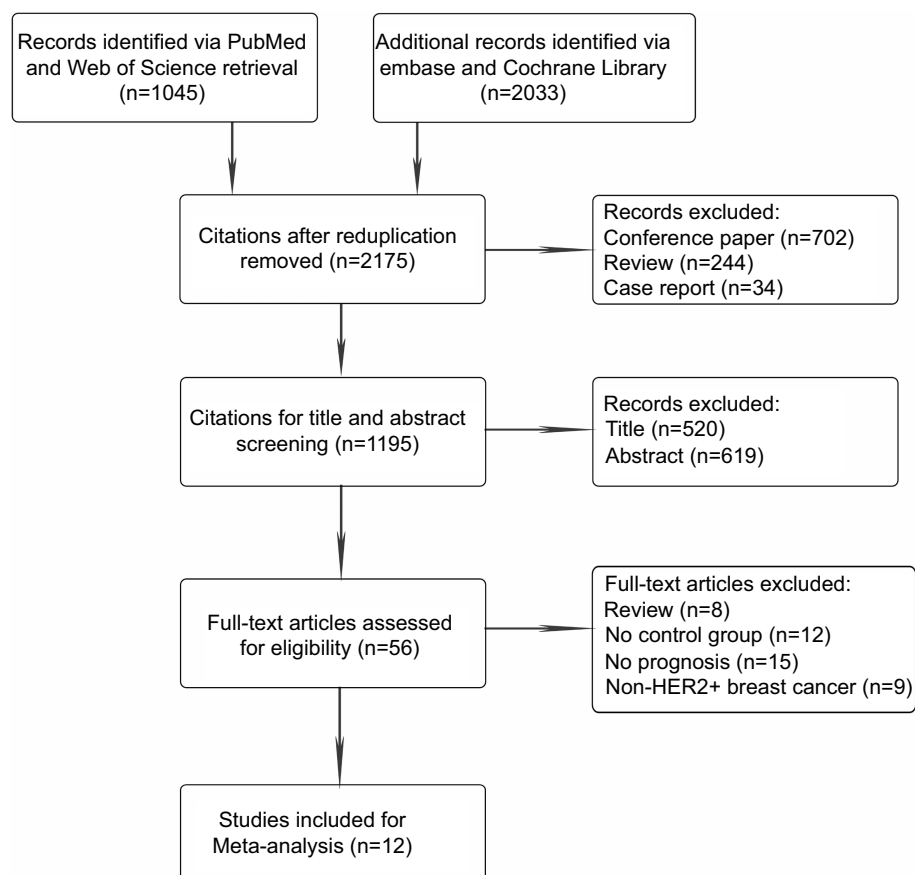 Records identified via PubMed
and Web of Science retrieval
(n=1045)
Additional records identified via
embase and Cochrane Library
(n=2033)
Citations after reduplication
removed (n=2175)
Records excluded:
Conference paper (n=702)
Review (n=244)
Case report (n=34)
Citations for title and abstract
screening (n=1195)
Records excluded:
Title (n=520)
Abstract (n=619)
Full-text articles assessed
for eligibility (n=56)
Full-text articles excluded:
Review (n=8)
No control group (n=12)
No prognosis (n=15)
Non-HER2+ breast cancer (n=9)
Studies included for
Meta-analysis (n=12)